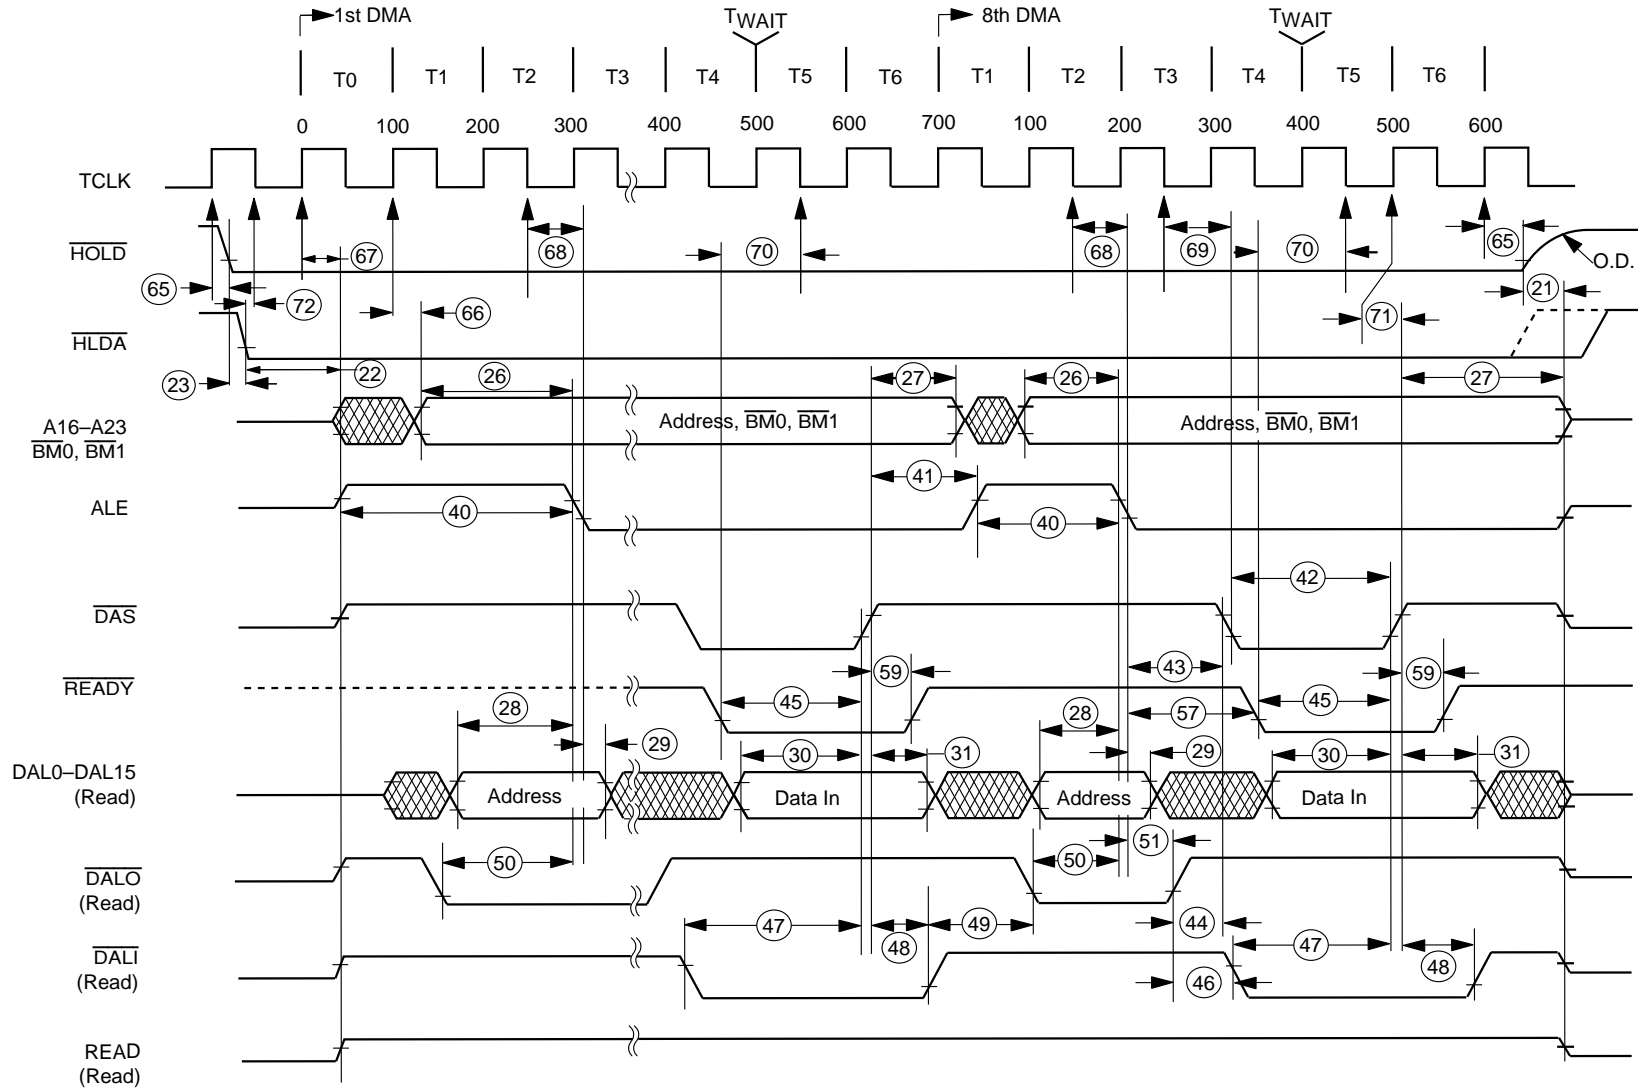 1st DMA
TWAIT
8th DMA
TWAIT
T0 T1 T2 T3 T4 T5 T6 T1 T2 T3 T4 T5 T6
0 100 200 300 400 500 600 700 100 200 300 400 500 600
TCLK
HOLD
67 68 70 68 69 70 65
O.D.
65 72 66 71 21
HLDA
23 22 26 27 26 27
A16–A23
BM0, BM1
Address, BM0, BM1
Address, BM0, BM1
41
ALE
40 40
42
DAS
59 43 59
READY
28 45 28 57 45
29 30 31 29 30 31
DAL0–DAL15
(Read)
Address
Data In
Address
Data In
50 50 51
DALO
(Read)
47 48 49 44 47 48
DALI
(Read)
46
READ
(Read)